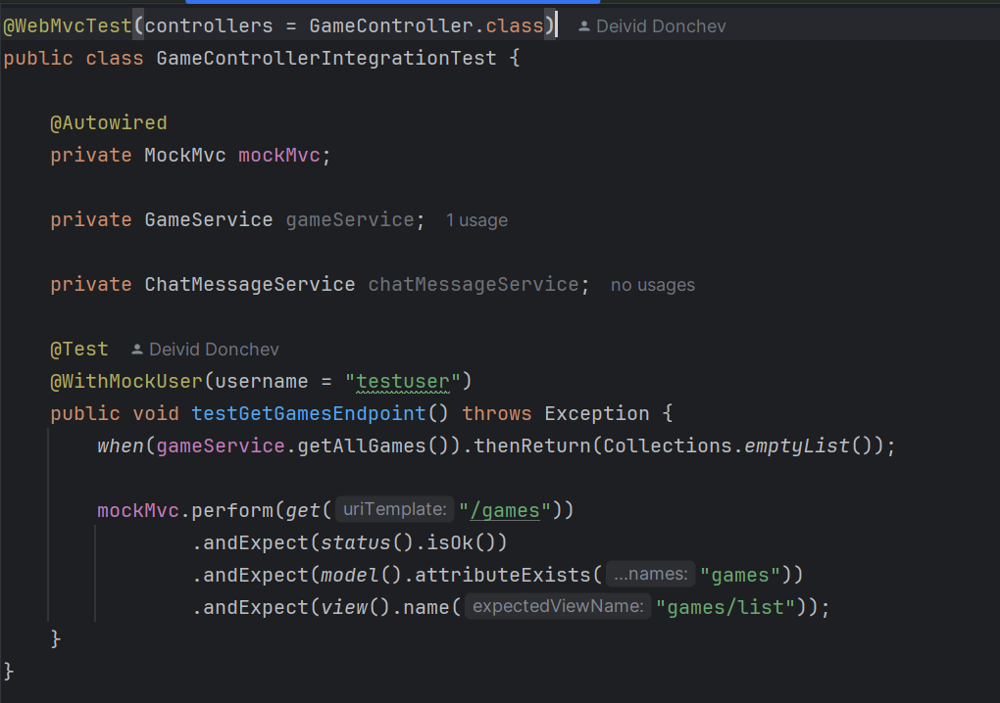 @WebMvcTest(controllers = GameController.class) Deivid Donchev
public class GameControllerIntegrationTest {
@Autowired
private MockMvc mockMvc;
private GameService gameService; 1 usage
private ChatMessageService chatMessageService; no usages
@Test Deivid Donchev
@WithMockUser(username = "testuser")
public void testGetGamesEndpoint() throws Exception {
when(gameService.getAllGames()).thenReturn(Collections.emptyList());
mockMvc.perform(get( uriTemplate: "/games"))
.andExpect(status().isOk())
.andExpect(model().attributeExists( ...names: "games"))
.andExpect(view().name( expectedViewName: "games/list"));
}
}